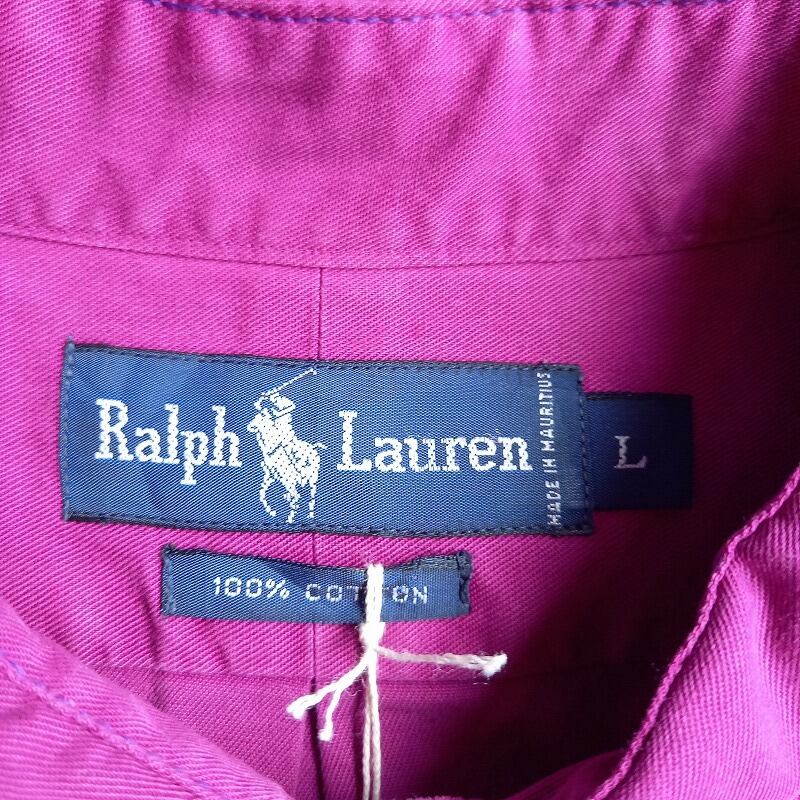 Ralph Lauren
MADE IN MAURITIUS
L
100% COTTON